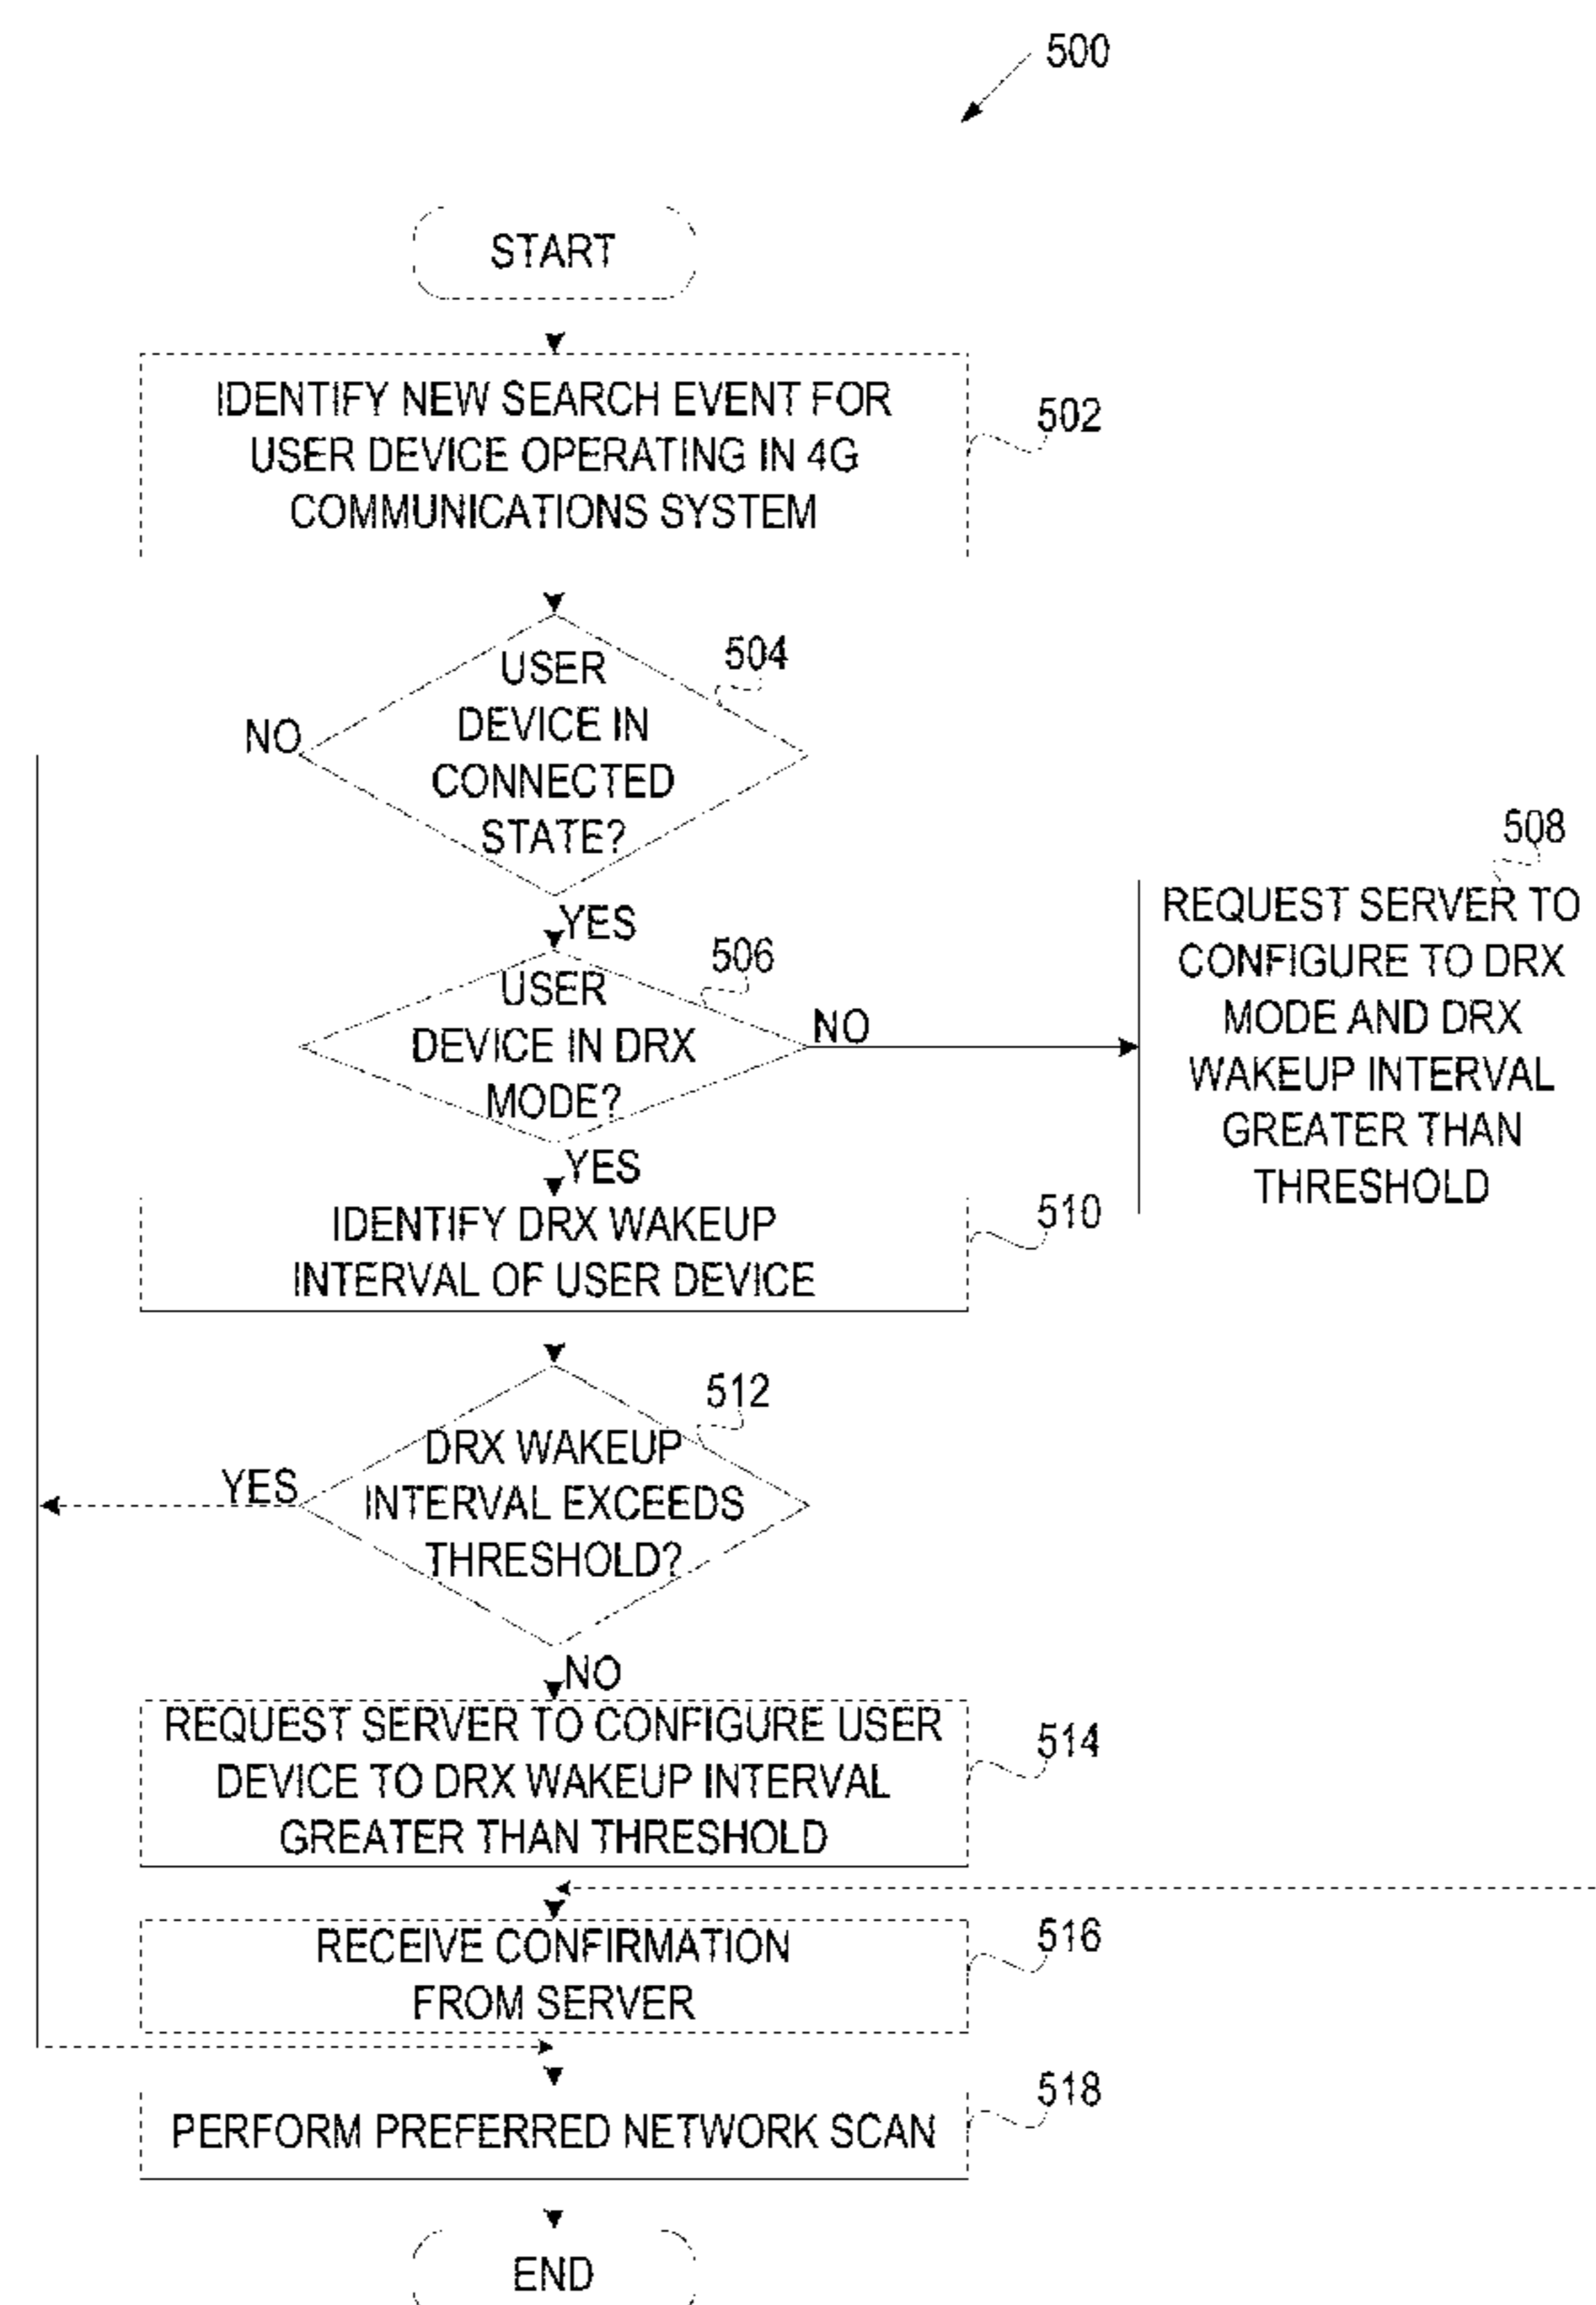 500
START
IDENTIFY NEW SEARCH EVENT FOR
USER DEVICE OPERATING IN 4G
COMMUNICATIONS SYSTEM
502
USER
DEVICE IN
CONNECTED
STATE?
504
NO
YES
USER
DEVICE IN DRX
MODE?
506
NO
508
REQUEST SERVER TO
CONFIGURE TO DRX
MODE AND DRX
WAKEUP INTERVAL
GREATER THAN
THRESHOLD
YES
IDENTIFY DRX WAKEUP
INTERVAL OF USER DEVICE
510
DRX WAKEUP
INTERVAL EXCEEDS
THRESHOLD?
512
YES
NO
REQUEST SERVER TO CONFIGURE USER
DEVICE TO DRX WAKEUP INTERVAL
GREATER THAN THRESHOLD
514
RECEIVE CONFIRMATION
FROM SERVER
516
PERFORM PREFERRED NETWORK SCAN
518
END